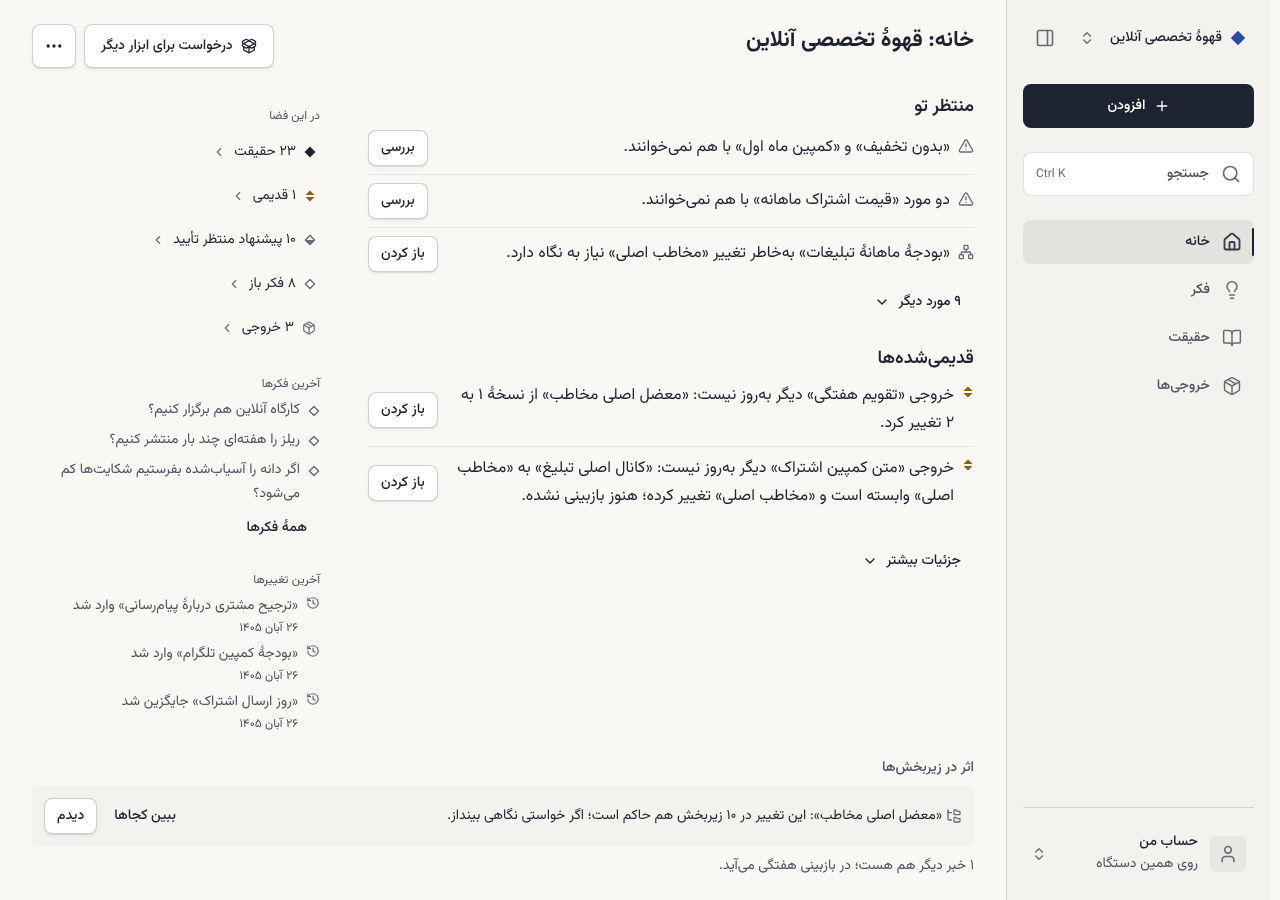 قهوهٔ تخصصی آنلاین
افزودن
جستجو
Ctrl K
خانه
فکر
حقیقت
خروجی‌ها
حساب من
روی همین دستگاه
خانه: قهوهٔ تخصصی آنلاین
درخواست برای ابزار دیگر
منتظر تو
«بدون تخفیف» و «کمپین ماه اول» با هم نمی‌خوانند.
بررسی
دو مورد «قیمت اشتراک ماهانه» با هم نمی‌خوانند.
بررسی
«بودجهٔ ماهانهٔ تبلیغات» به‌خاطر تغییر «مخاطب اصلی» نیاز به نگاه دارد.
باز کردن
۹ مورد دیگر
قدیمی‌شده‌ها
خروجی «تقویم هفتگی» دیگر به‌روز نیست: «معضل اصلی مخاطب» از نسخهٔ ۱ به
۲ تغییر کرد.
باز کردن
خروجی «متن کمپین اشتراک» دیگر به‌روز نیست: «کانال اصلی تبلیغ» به «مخاطب
اصلی» وابسته است و «مخاطب اصلی» تغییر کرده؛ هنوز بازبینی نشده.
باز کردن
جزئیات بیشتر
در این فضا
۲۳ حقیقت
۱ قدیمی
۱۰ پیشنهاد منتظر تأیید
۸ فکر باز
۳ خروجی
آخرین فکرها
کارگاه آنلاین هم برگزار کنیم؟
ریلز را هفته‌ای چند بار منتشر کنیم؟
اگر دانه را آسیاب‌شده بفرستیم شکایت‌ها کم
می‌شود؟
همهٔ فکرها
آخرین تغییرها
«ترجیح مشتری دربارهٔ پیام‌رسانی» وارد شد
۲۶ آبان ۱۴۰۵
«بودجهٔ کمپین تلگرام» وارد شد
۲۶ آبان ۱۴۰۵
«روز ارسال اشتراک» جایگزین شد
۲۶ آبان ۱۴۰۵
اثر در زیربخش‌ها
«معضل اصلی مخاطب»: این تغییر در ۱۰ زیربخش هم حاکم است؛ اگر خواستی نگاهی بینداز.
ببین کجاها
دیدم
۱ خبر دیگر هم هست؛ در بازبینی هفتگی می‌آید.